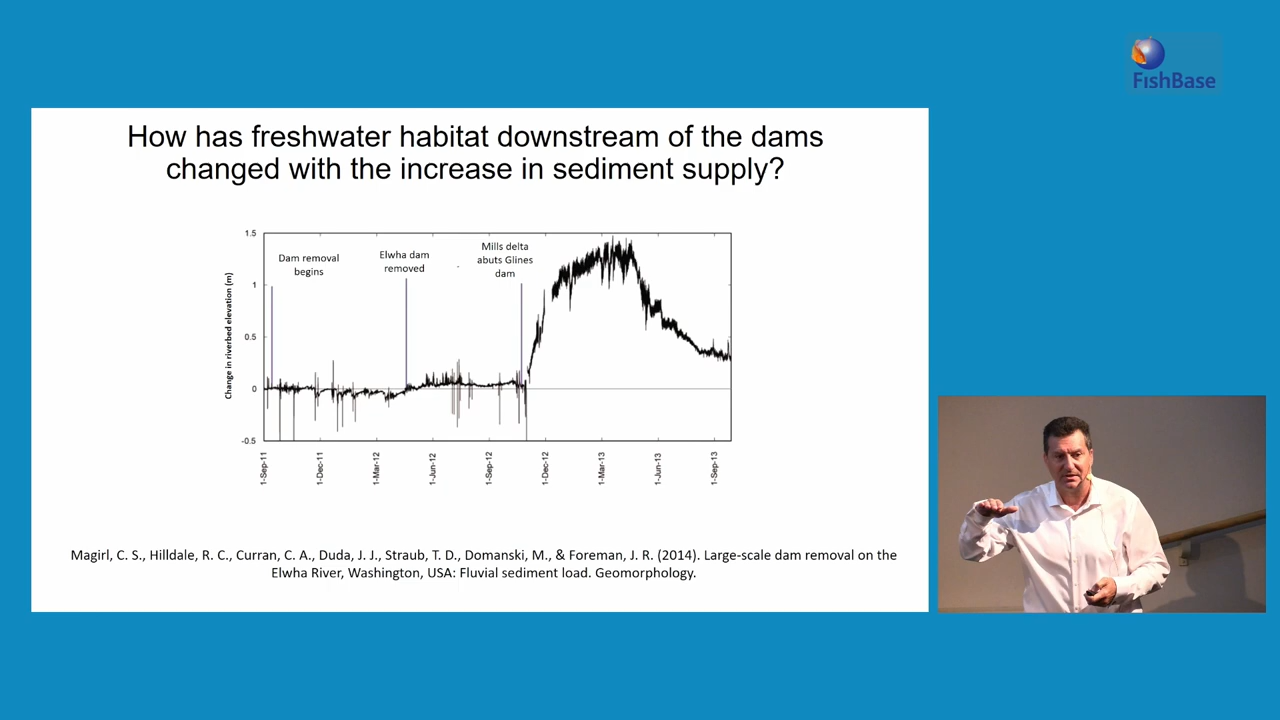 FishBase
How has freshwater habitat downstream of the dams
changed with the increase in sediment supply?
1.5
1
0.5
0
-0.5
Change in riverbed elevation (m)
Dam removal
begins
Elwha dam
removed
Mills delta
abuts Glines
dam
1-Sep-11
1-Dec-11
1-Mar-12
1-Jun-12
1-Sep-12
1-Dec-12
1-Mar-13
1-Jun-13
1-Sep-13
Magirl, C. S., Hilldale, R. C., Curran, C. A., Duda, J. J., Straub, T. D., Domanski, M., & Foreman, J. R. (2014). Large-scale dam removal on the
Elwha River, Washington, USA: Fluvial sediment load. Geomorphology.